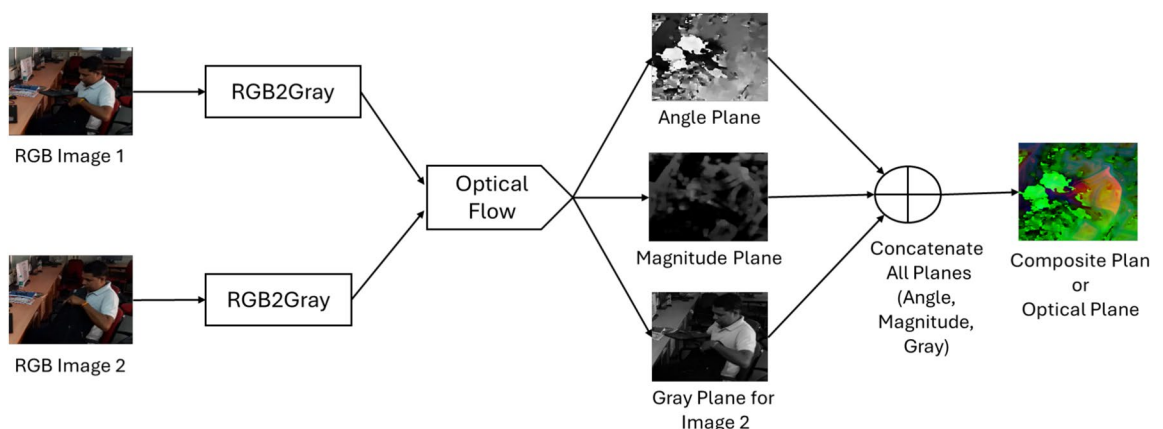 RGB Image 1
RGB2Gray
RGB Image 2
RGB2Gray
Optical
Flow
Angle Plane
Magnitude Plane
Gray Plane for
Image 2
Concatenate
All Planes
(Angle,
Magnitude,
Gray)
Composite Plan
or
Optical Plane